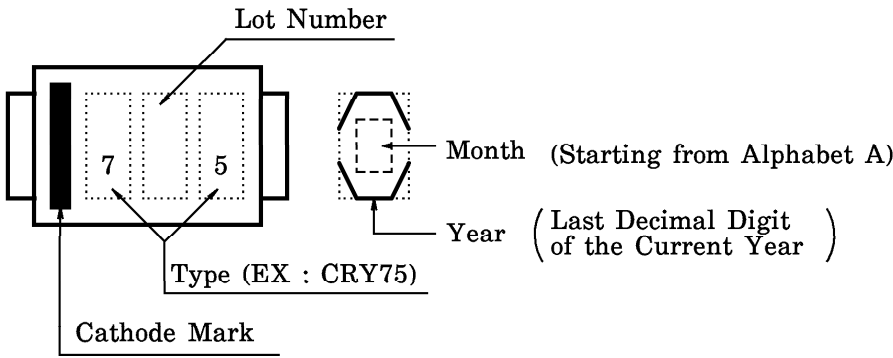 Lot Number
7 5
Month (Starting from Alphabet A)
Year (Last Decimal Digit
of the Current Year)
Type (EX : CRY75)
Cathode Mark